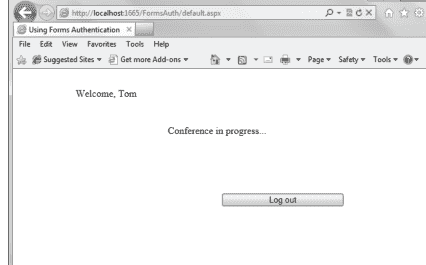 http://localhost:1665/FormsAuth/default.aspx
Using Forms Authentication
File Edit View Favorites Tools Help
Suggested Sites Get more Add-ons Page Safety Tools
Welcome, Tom
Conference in progress...
Log out